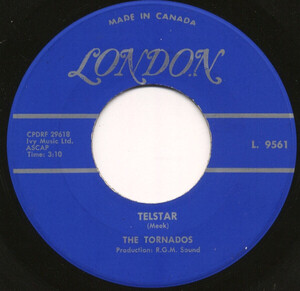 MADE IN CANADA
LONDON
CPDRF 29618
Ivy Music Ltd.
ASCAP
Time: 3:10
L. 9561
TELSTAR
(Meek)
THE TORNADOS
Production: R.G.M. Sound